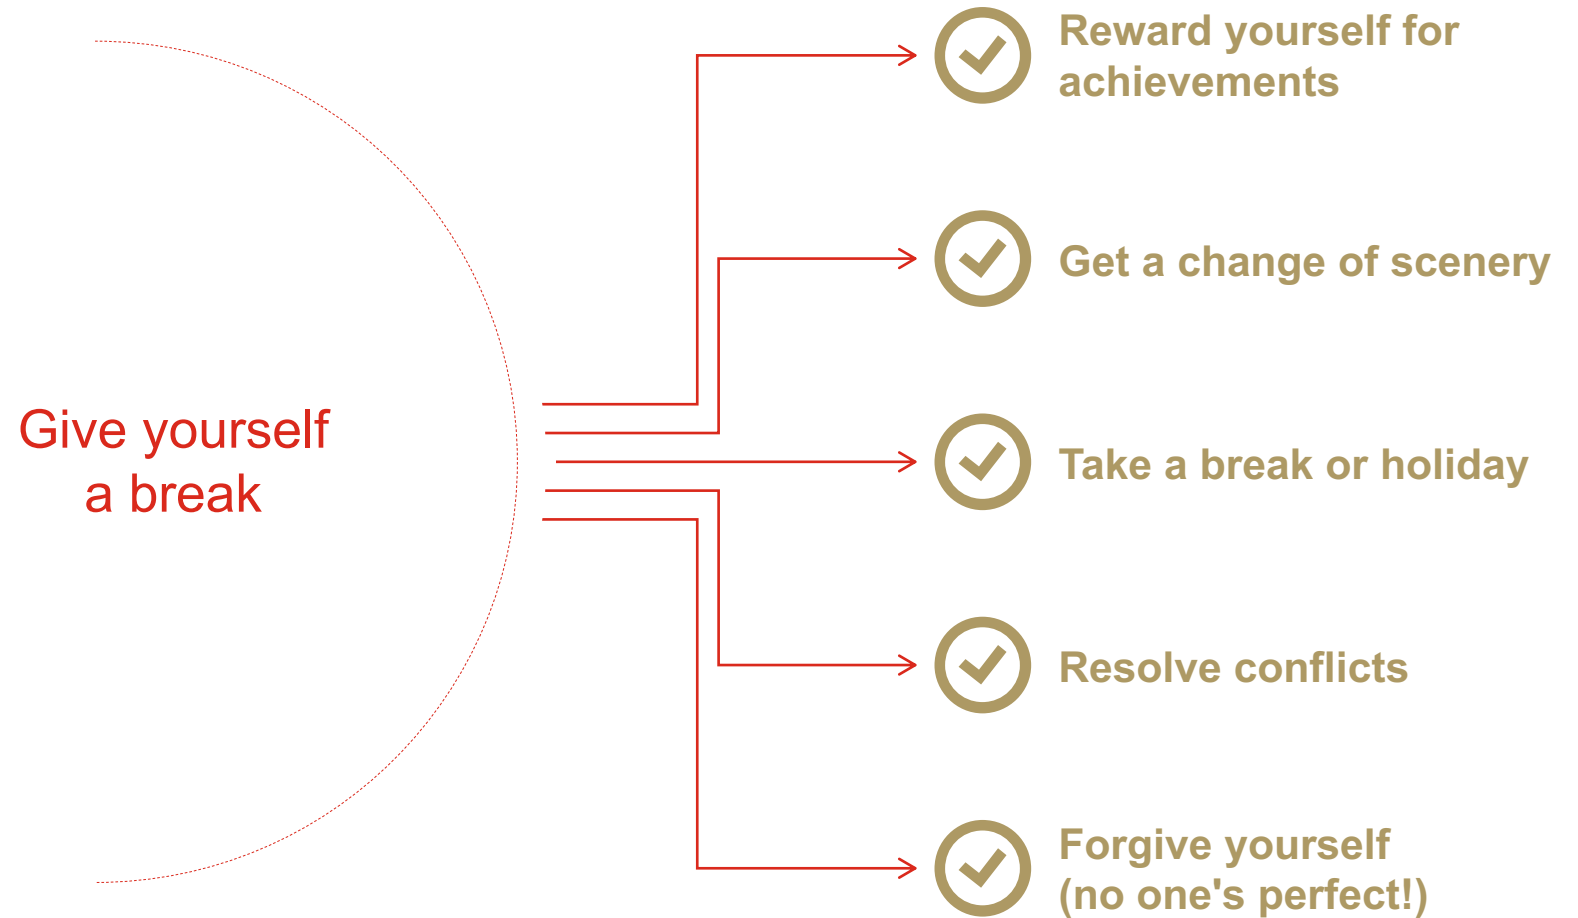 Give yourself
a break
Reward yourself for
achievements
Get a change of scenery
Take a break or holiday
Resolve conflicts
Forgive yourself
(no one's perfect!)